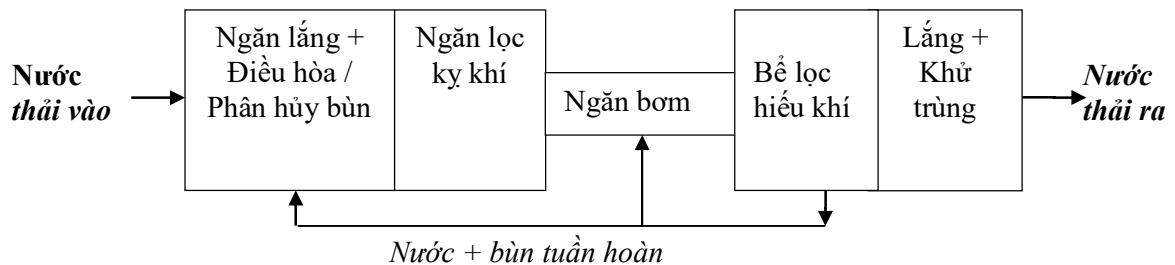 Nước
thải vào
Ngăn lắng +
Điều hòa /
Phân hủy bùn
Ngăn lọc
kỵ khí
Ngăn bơm
Bể lọc
hiếu khí
Lắng +
Khử
trùng
Nước
thải ra
Nước + bùn tuần hoàn